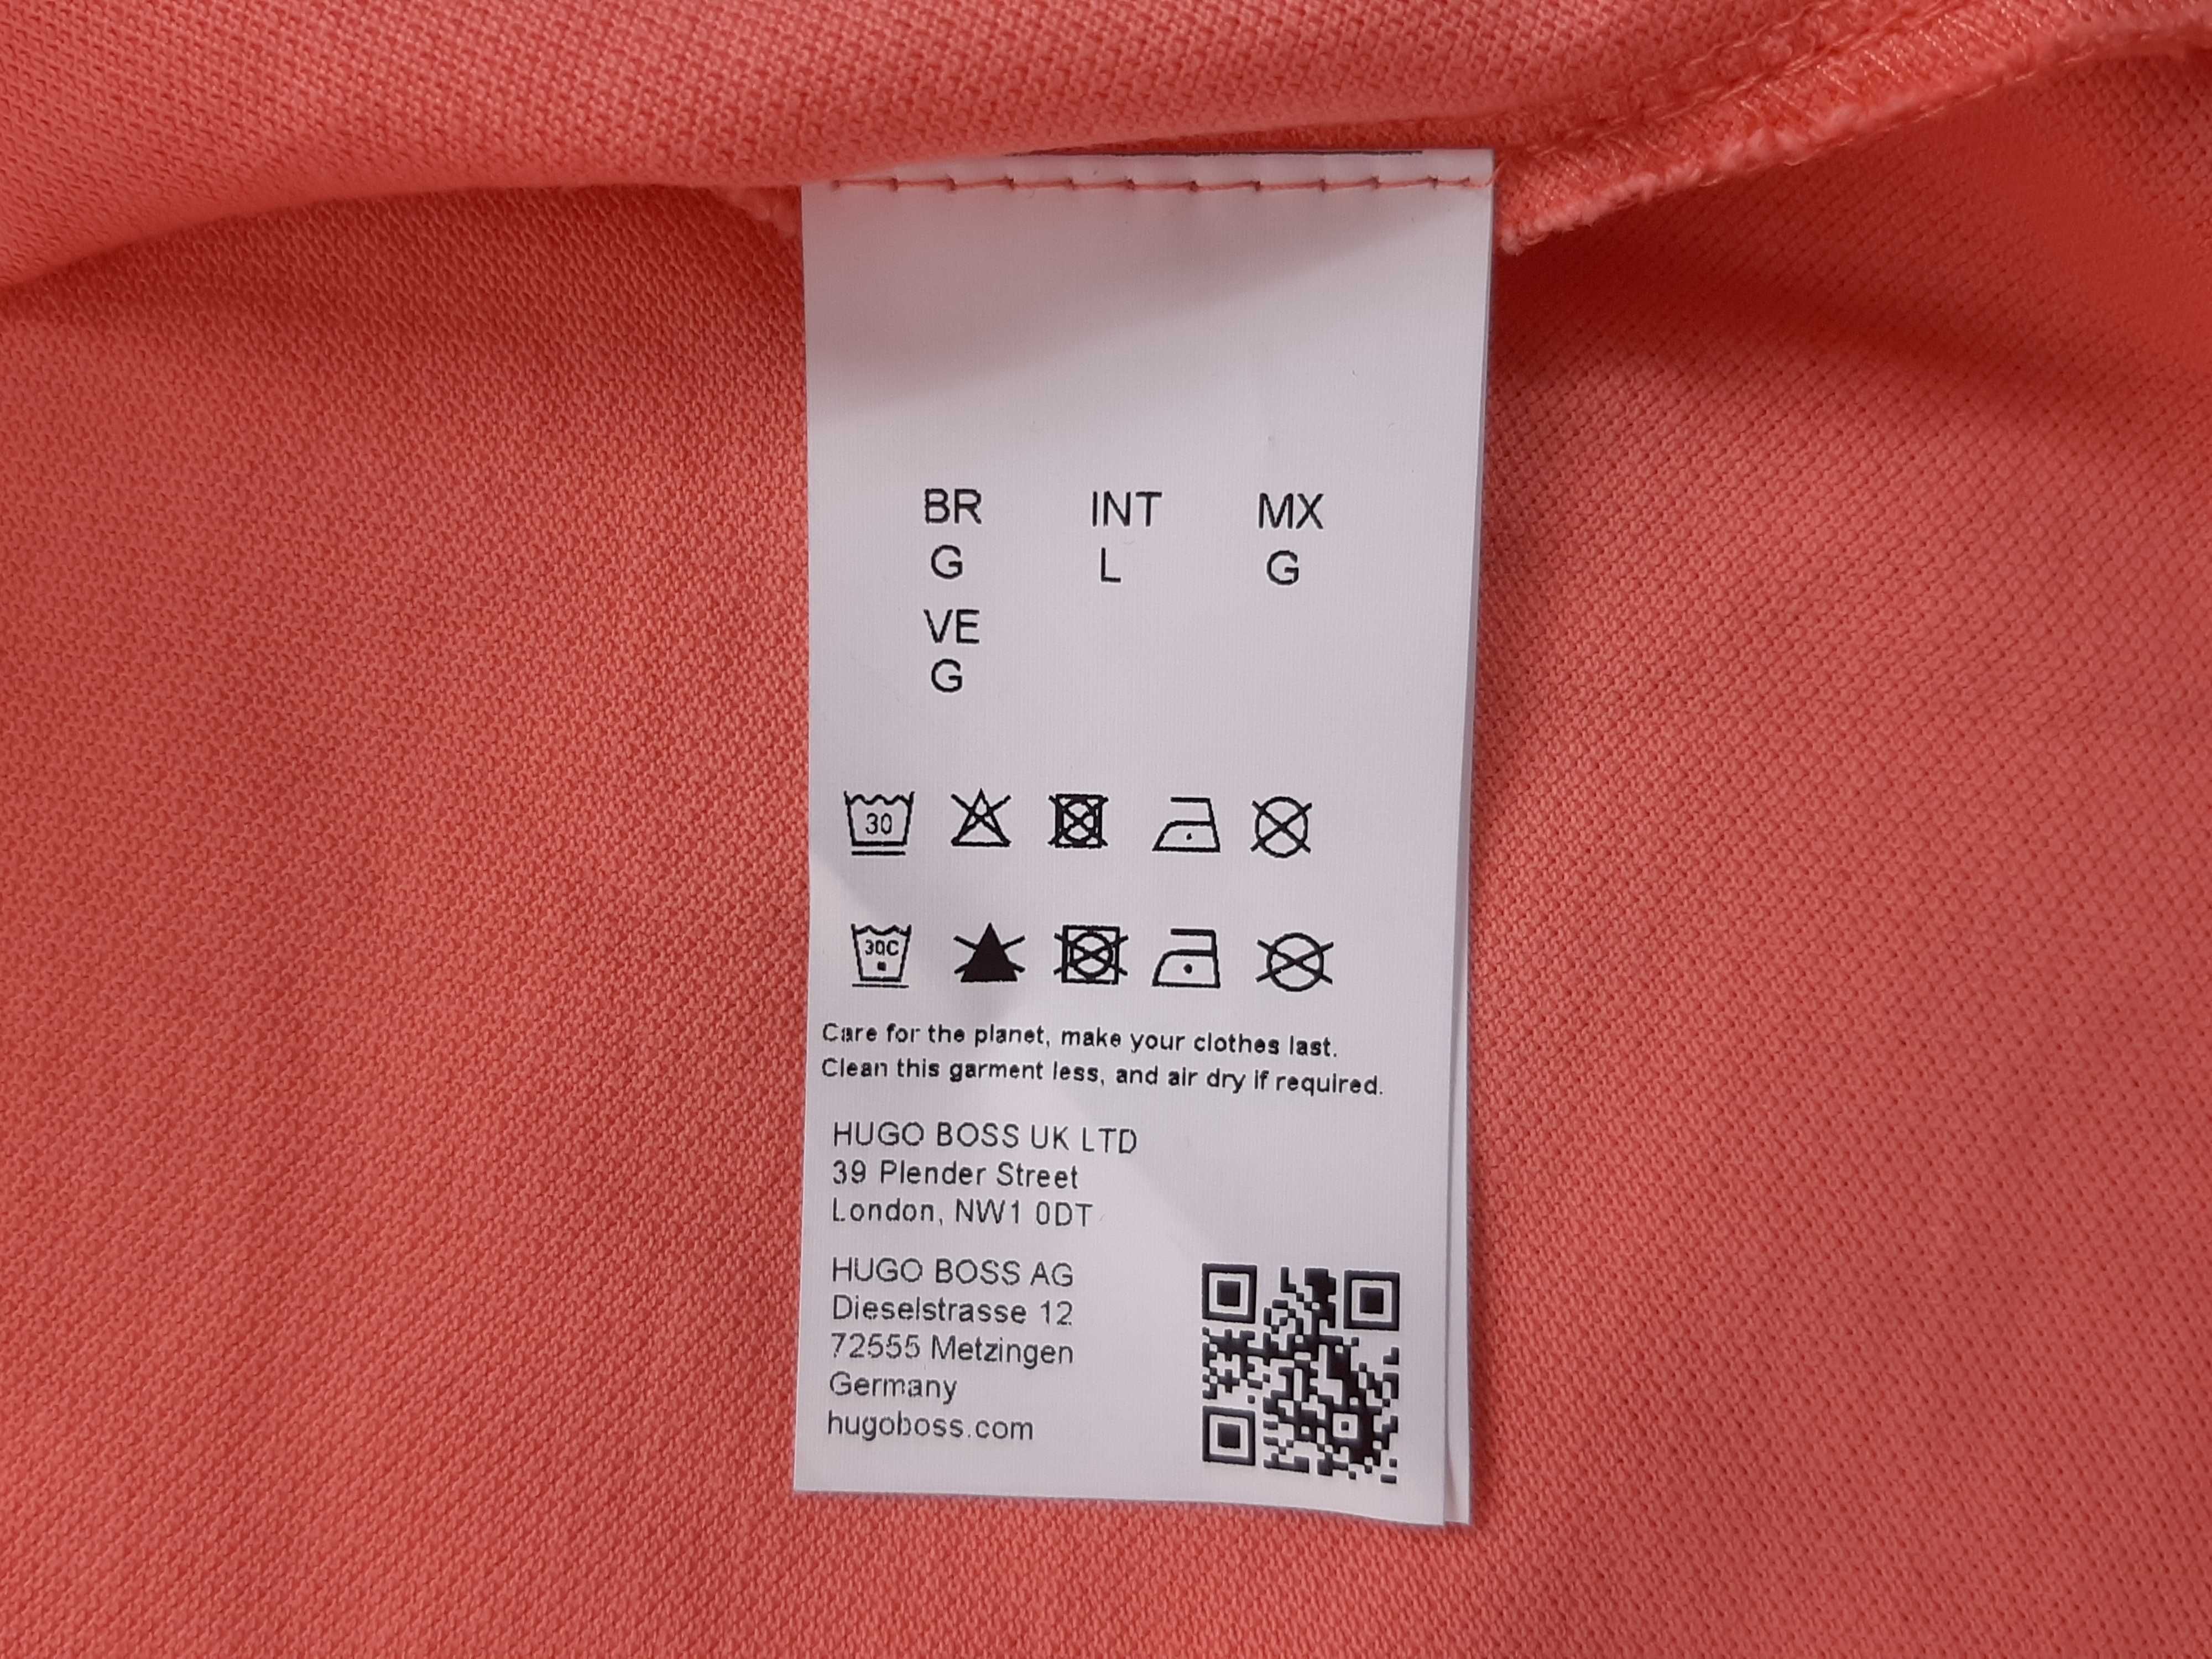 BR INT MX
G L G
VE
G
30
30C
Care for the planet, make your clothes last.
Clean this garment less, and air dry if required.
HUGO BOSS UK LTD
39 Plender Street
London, NW1 0DT
HUGO BOSS AG
Dieselstrasse 12
72555 Metzingen
Germany
hugoboss.com